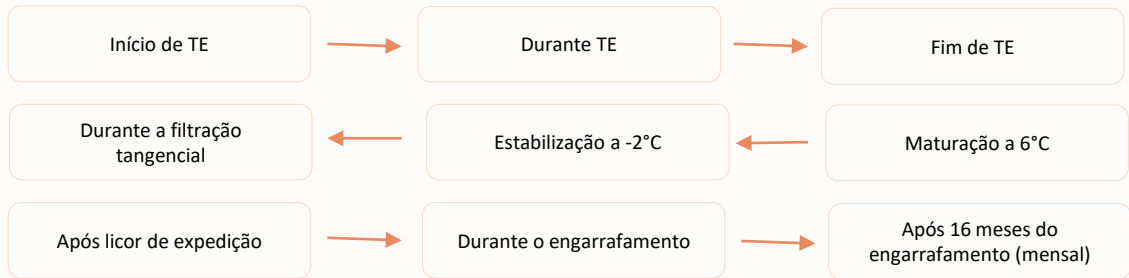 Início de TE
Durante TE
Fim de TE
Durante a filtração
tangencial
Estabilização a -2°C
Maturação a 6°C
Após licor de expedição
Durante o engarrafamento
Após 16 meses do
engarrafamento (mensal)